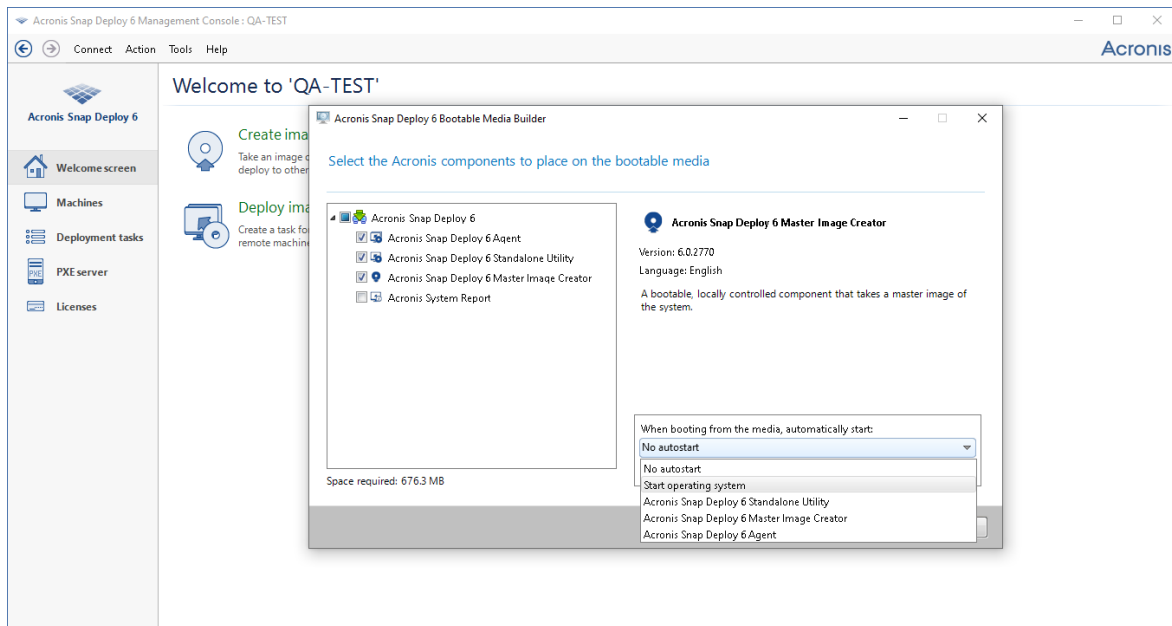 Acronis Snap Deploy 6 Management Console : QA-TEST
Connect Action Tools Help
Acronis
Acronis Snap Deploy 6
Welcome screen
Machines
Deployment tasks
PXE
PXE server
Licenses
Welcome to 'QA-TEST'
Create ima
Take an image o
deploy to other
Deploy ima
Create a task fo
remote machin
Acronis Snap Deploy 6 Bootable Media Builder
Select the Acronis components to place on the bootable media
Acronis Snap Deploy 6
Acronis Snap Deploy 6 Agent
Acronis Snap Deploy 6 Standalone Utility
Acronis Snap Deploy 6 Master Image Creator
Acronis System Report
Space required: 676.3 MB
Acronis Snap Deploy 6 Master Image Creator
Version: 6.0.2770
Language: English
A bootable, locally controlled component that takes a master image of
the system.
When booting from the media, automatically start:
No autostart
No autostart
Start operating system
Acronis Snap Deploy 6 Standalone Utility
Acronis Snap Deploy 6 Master Image Creator
Acronis Snap Deploy 6 Agent